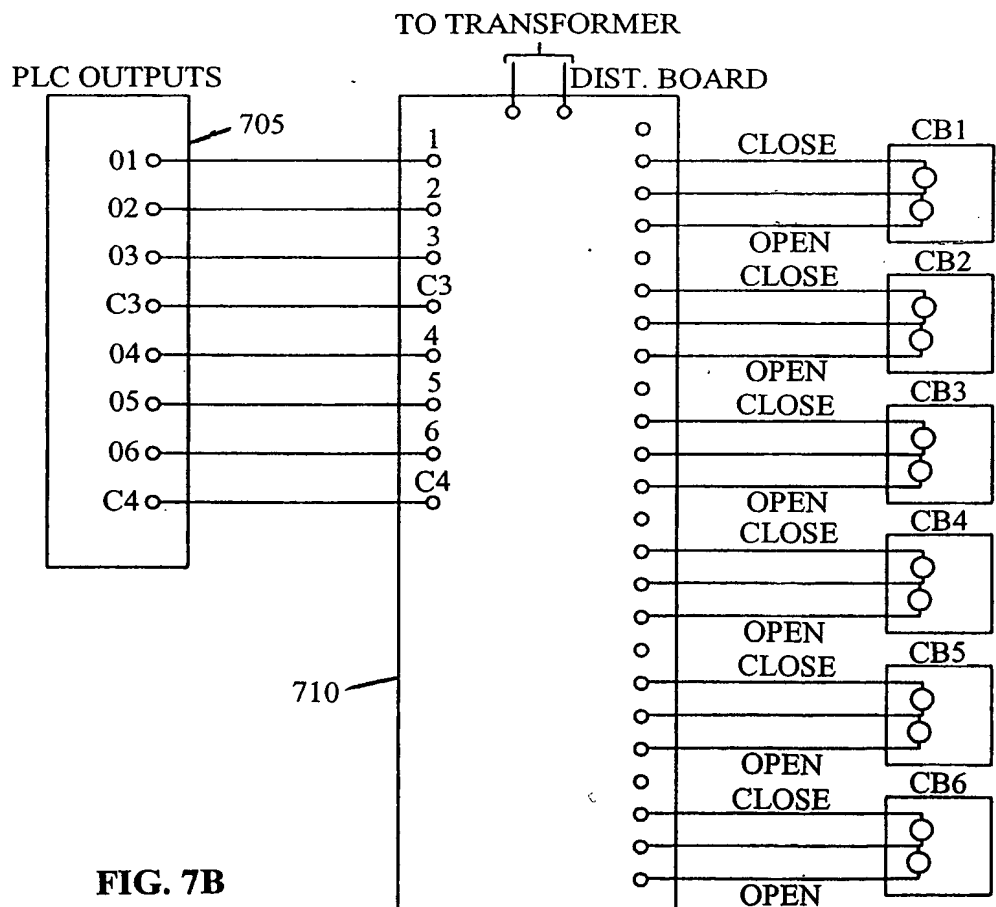 TO TRANSFORMER
PLC OUTPUTS
DIST. BOARD
705
01
02
03
C3
04
05
06
C4
1
2
3
C3
4
5
6
C4
710
CLOSE
OPEN
CB1
CLOSE
OPEN
CB2
CLOSE
OPEN
CB3
CLOSE
OPEN
CB4
CLOSE
OPEN
CB5
CLOSE
OPEN
CB6
FIG. 7B